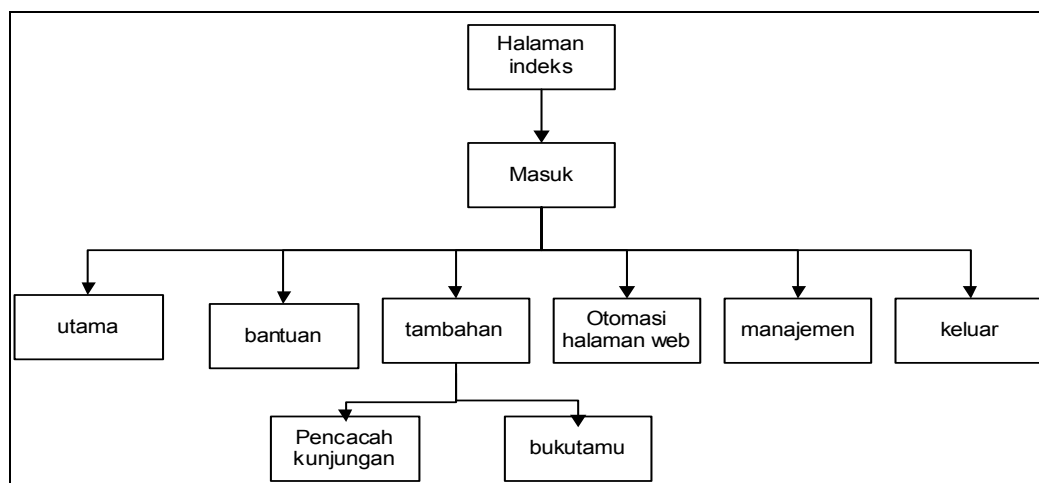 Halaman
indeks
Masuk
utama
bantuan
tambahan
Otomasi
halaman web
manajemen
keluar
Pencacah
kunjungan
bukutamu